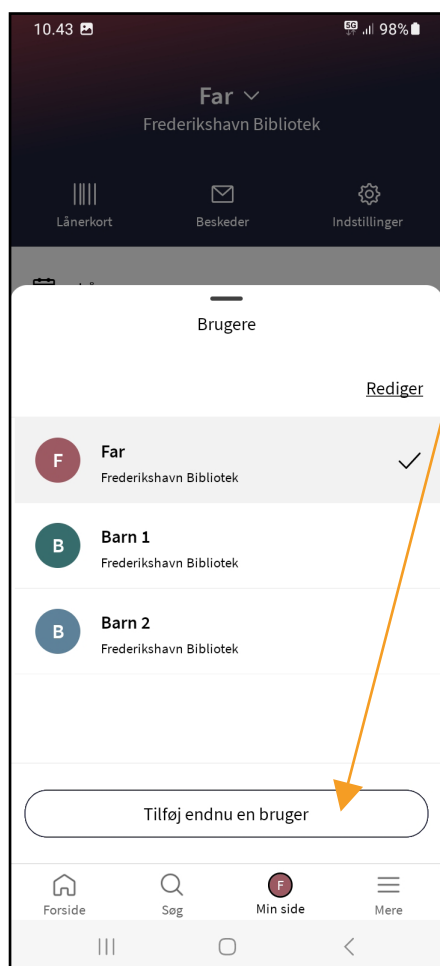 10.43
5G 98%
Far
Frederikshavn Bibliotek
Lånerkort
Beskeder
Indstillinger
Brugere
Rediger
F
Far
Frederikshavn Bibliotek
B
Barn 1
Frederikshavn Bibliotek
B
Barn 2
Frederikshavn Bibliotek
Tilføj endnu en bruger
F
Forside
Søg
Min side
Mere